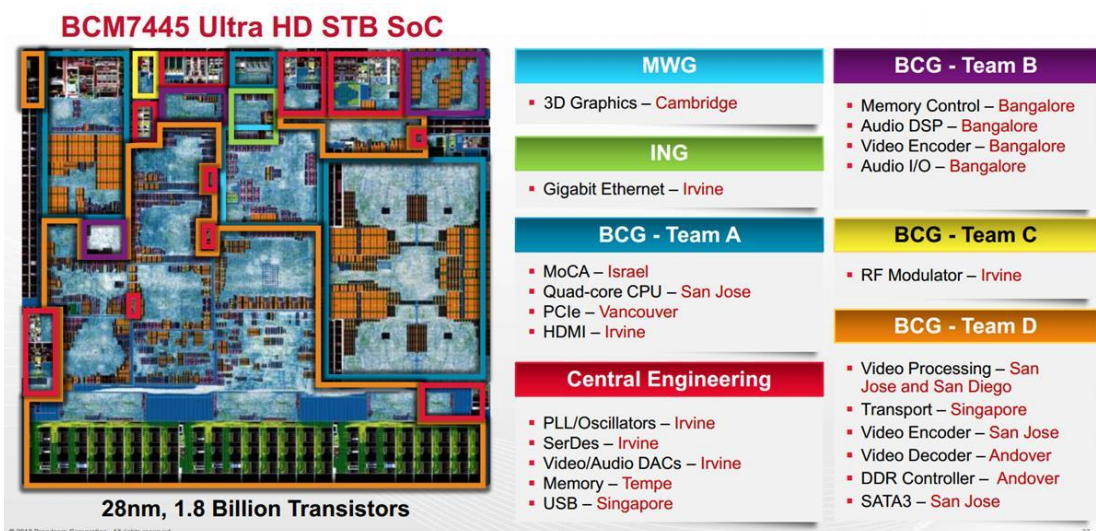 BCM7445 Ultra HD STB SoC
28nm, 1.8 Billion Transistors
MWG
3D Graphics – Cambridge
ING
Gigabit Ethernet – Irvine
BCG - Team A
MoCA – Israel
Quad-core CPU – San Jose
PCIe – Vancouver
HDMI – Irvine
Central Engineering
PLL/Oscillators – Irvine
SerDes – Irvine
Video/Audio DACs – Irvine
Memory – Tempe
USB – Singapore
BCG - Team B
Memory Control – Bangalore
Audio DSP – Bangalore
Video Encoder – Bangalore
Audio I/O – Bangalore
BCG - Team C
RF Modulator – Irvine
BCG - Team D
Video Processing – San
Jose and San Diego
Transport – Singapore
Video Encoder – San Jose
Video Decoder – Andover
DDR Controller – Andover
SATA3 – San Jose